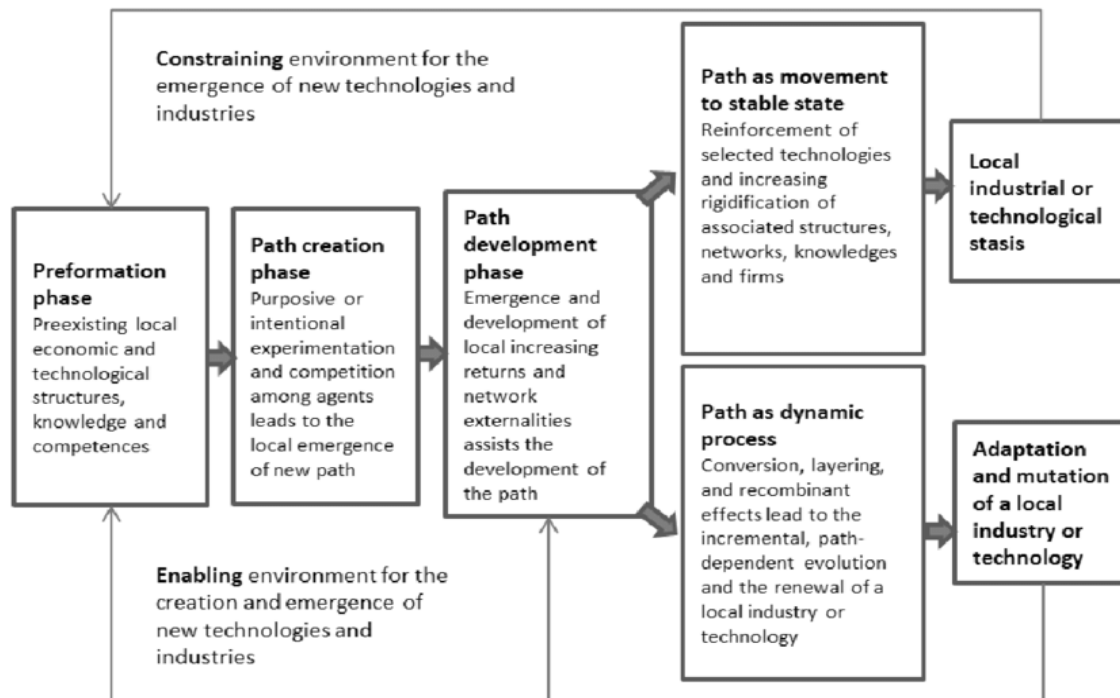 Constraining environment for the
emergence of new technologies and
industries
Preformation
phase
Preexisting local
economic and
technological
structures,
knowledge and
competences
Path creation
phase
Purposive or
intentional
experimentation
and competition
among agents
leads to the
local emergence
of new path
Path
development
phase
Emergence and
development of
local increasing
returns and
network
externalities
assists the
development of
the path
Path as movement
to stable state
Reinforcement of
selected technologies
and increasing
rigidification of
associated structures,
networks, knowledges
and firms
Local
industrial or
technological
stasis
Path as dynamic
process
Conversion, layering,
and recombinant
effects lead to the
incremental, path-
dependent evolution
and the renewal of a
local industry or
technology
Adaptation
and mutation
of a local
industry or
technology
Enabling environment for the
creation and emergence of
new technologies and
industries